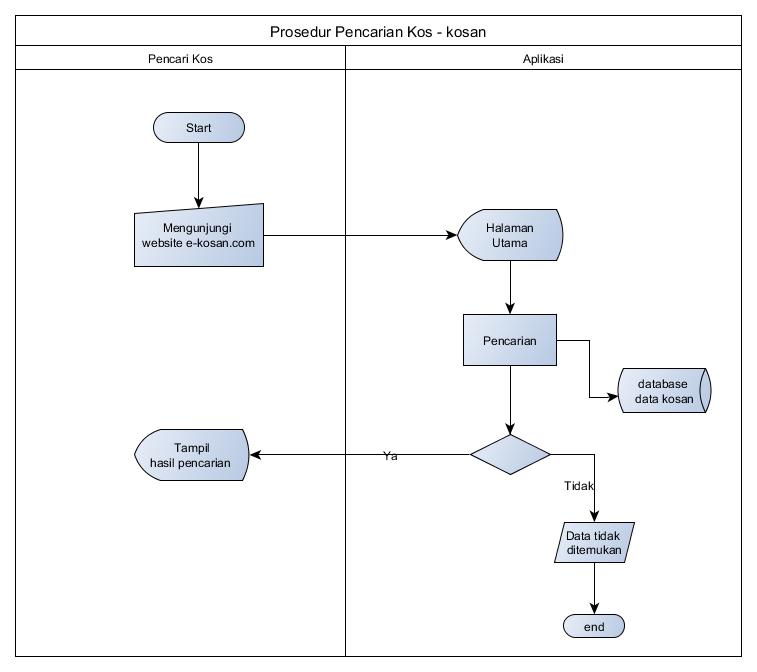 Prosedur Pencarian Kos - kosan
Pencari Kos
Aplikasi
Start
Mengunjungi
website e-kosan.com
Halaman
Utama
Pencarian
database
data kosan
Tampil
hasil pencarian
Ya
Tidak
Data tidak
ditemukan
end